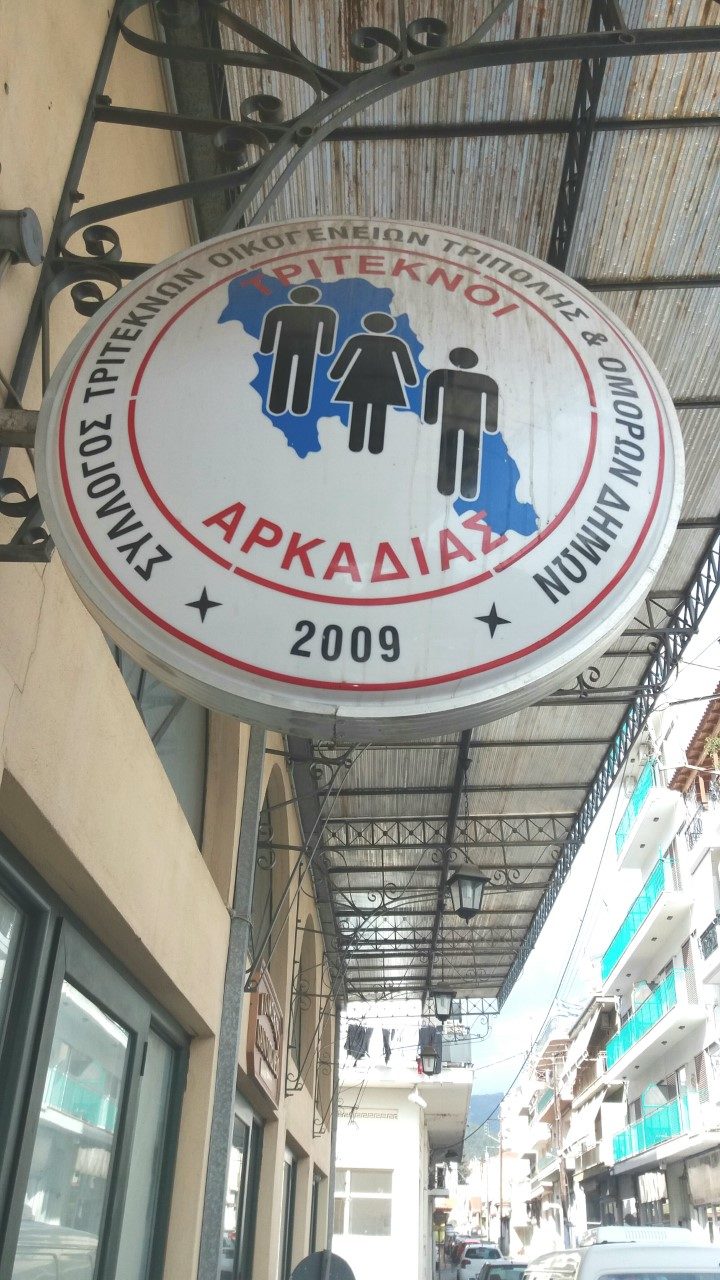 ΣΥΛΛΟΓΟΣ ΤΡΙΤΕΚΝΩΝ ΟΙΚΟΓΕΝΕΙΩΝ ΤΡΙΠΟΛΗΣ & ΟΜΟΡΩΝ ΔΗΜΩΝ
ΤΡΙΤΕΚΝΟΙ
ΑΡΚΑΔΙΑΣ
2009